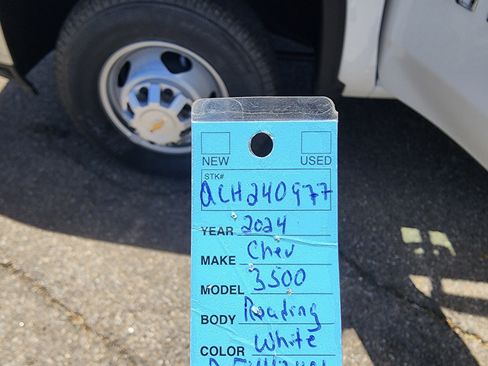 NEW USED
STK#
QCH240977
YEAR 2024
MAKE Chev
MODEL 3500
BODY Reading
COLOR White